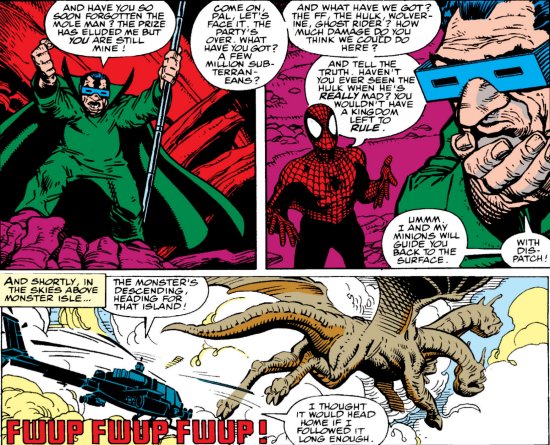 AND HAVE YOU SO
SOON FORGOTTEN THE
MOLE MAN? THE PRIZE
HAS ELUDED ME BUT
YOU ARE STILL
MINE!
COME ON,
PAL, LET'S
FACE IT. THE
PARTY'S
OVER. WHAT
HAVE YOU GOT?
A FEW
MILLION SUB-
TERRAN-
EANS?
AND WHAT HAVE WE GOT?
THE FF, THE HULK, WOLVER-
INE, GHOST RIDER? HOW
MUCH DAMAGE DO YOU
THINK WE COULD DO
HERE?
AND TELL THE
TRUTH. HAVEN'T
YOU EVER SEEN THE
HULK WHEN HE'S
REALLY MAD? YOU
WOULDN'T HAVE
A KINGDOM
LEFT TO
RULE.
UMMM.
I AND MY
MINIONS WILL
GUIDE YOU
BACK TO THE
SURFACE.
WITH
DIS-
PATCH!
AND SHORTLY, IN
THE SKIES ABOVE
MONSTER ISLE...
THE MONSTER'S
DESCENDING,
HEADING FOR
THAT ISLAND!
I THOUGHT
IT WOULD HEAD
HOME IF I
FOLLOWED IT
LONG ENOUGH.
FWUP FWUP FWUP!